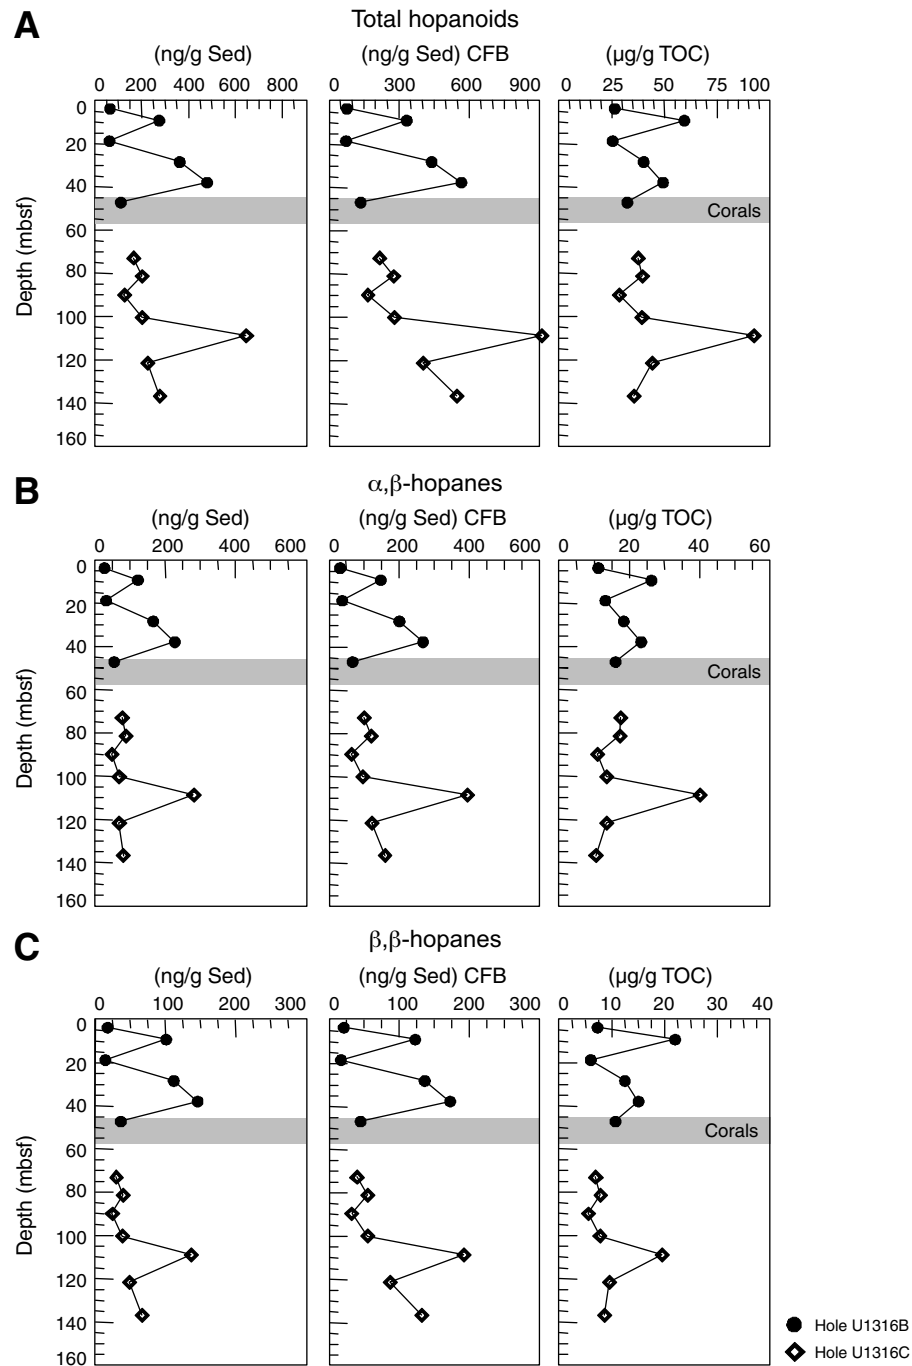 A
Total hopanoids
(ng/g Sed) (ng/g Sed) CFB (µg/g TOC)
0 200 400 600 800 0 300 600 900 0 25 50 75 100
0
20
40
60
80
100
120
140
160
Depth (mbsf)
Corals
B
α,β-hopanes
(ng/g Sed) (ng/g Sed) CFB (µg/g TOC)
0 200 400 600 0 200 400 600 0 20 40 60
0
20
40
60
80
100
120
140
160
Depth (mbsf)
Corals
C
β,β-hopanes
(ng/g Sed) (ng/g Sed) CFB (µg/g TOC)
0 100 200 300 0 100 200 300 0 10 20 30 40
0
20
40
60
80
100
120
140
160
Depth (mbsf)
Corals
Hole U1316B
Hole U1316C